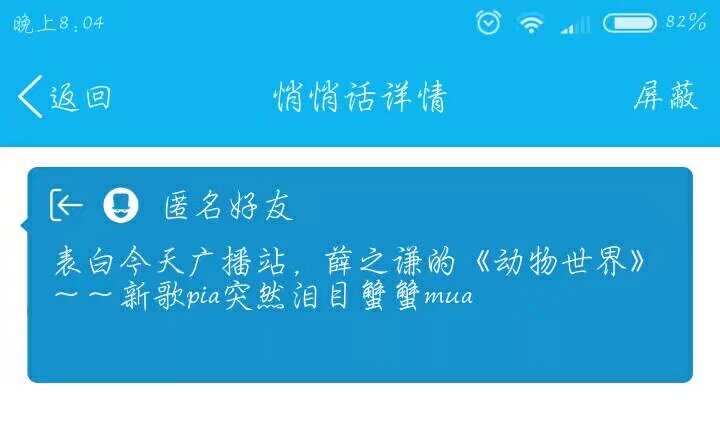 晚上8:04
82%
返回
悄悄话详情
屏蔽
匿名好友
表白今天广播站，薛之谦的《动物世界》
～～新歌pia突然泪目蟹蟹mua